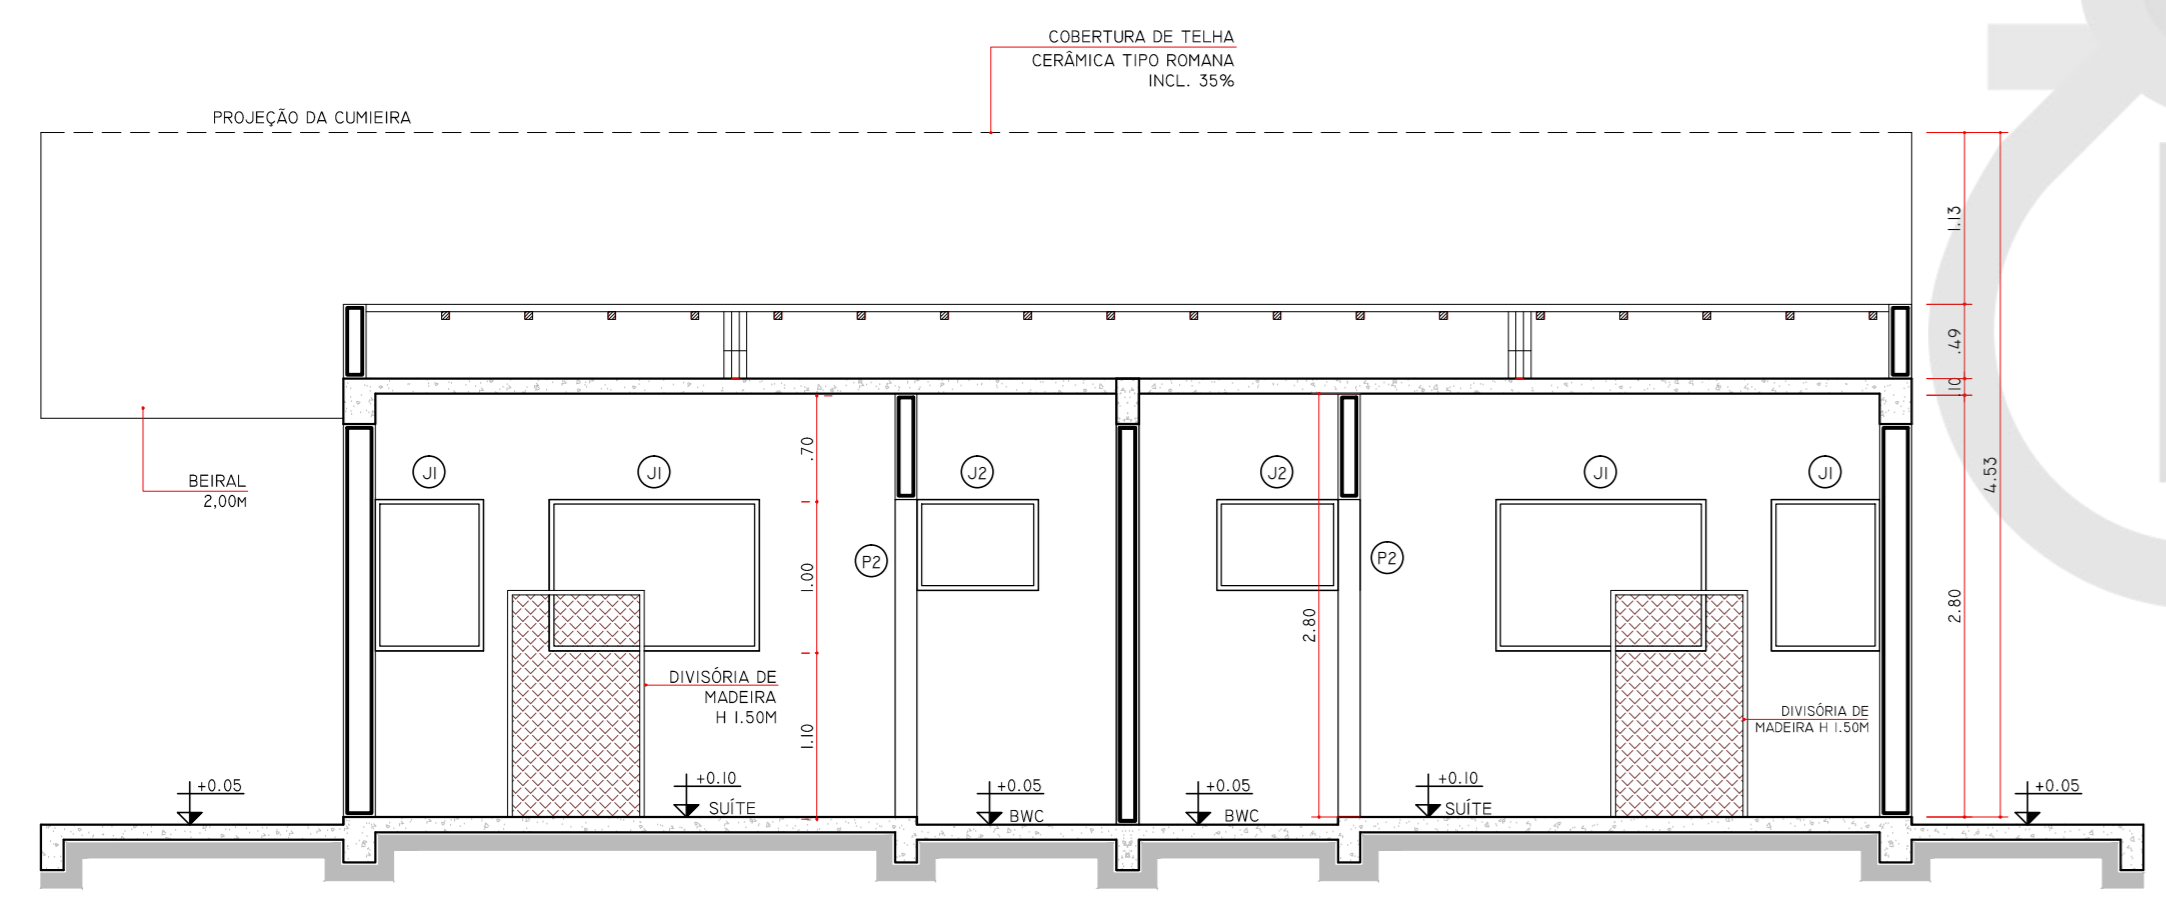 COBERTURA DE TELHA
CERÂMICA TIPO ROMANA
INCL. 35%
PROJEÇÃO DA CUMIEIRA
1.13
.49
.10
BEIRAL
2,00M
J1
J1
.70
J2
J2
J1
J1
4.53
P2
P2
1.00
2.80
2.80
DIVISÓRIA DE
MADEIRA
H 1.50M
1.10
DIVISÓRIA DE
MADEIRA H 1.50M
+0.05
+0.10
SUÍTE
+0.05
BWC
+0.05
BWC
+0.10
SUÍTE
+0.05